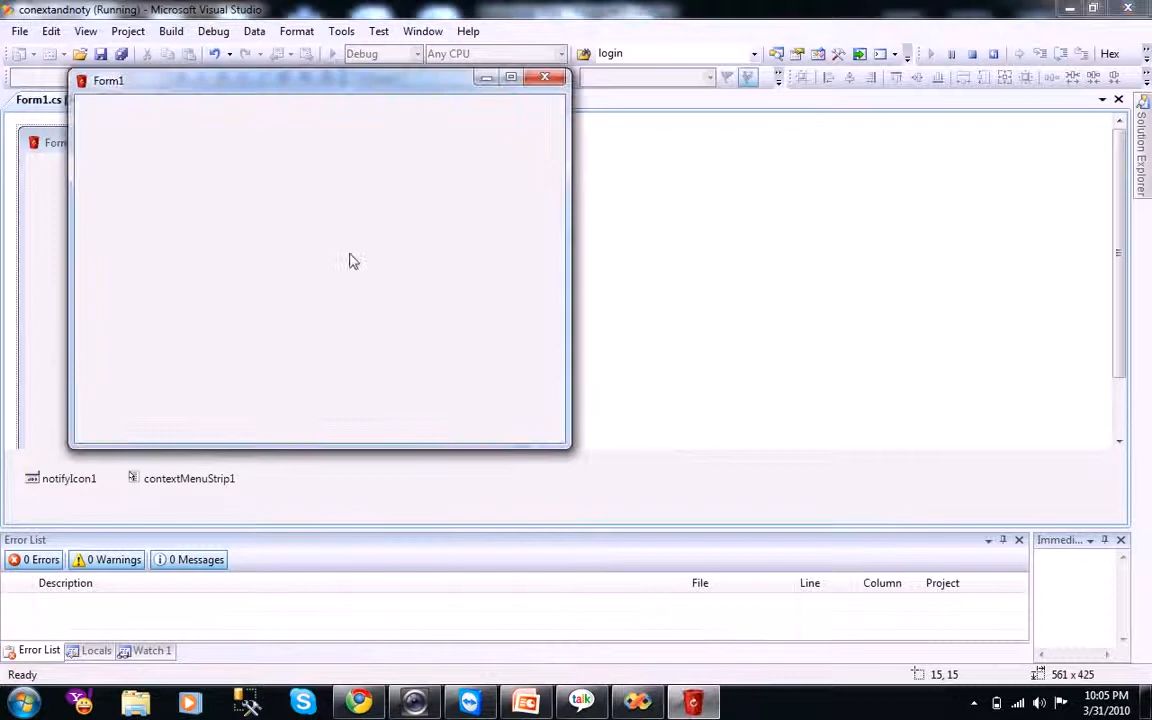 conextandnoty (Running) - Microsoft Visual Studio
File Edit View Project Build Debug Data Format Tools Test Window Help
Debug Any CPU login Hex
Form1
Form1.cs
Form
Solution Explorer
notifyIcon1 contextMenuStrip1
Error List Immedi...
0 Errors 0 Warnings 0 Messages
Description File Line Column Project
Error List Locals Watch 1
Ready 15, 15 561 x 425
talk
10:05 PM
3/31/2010